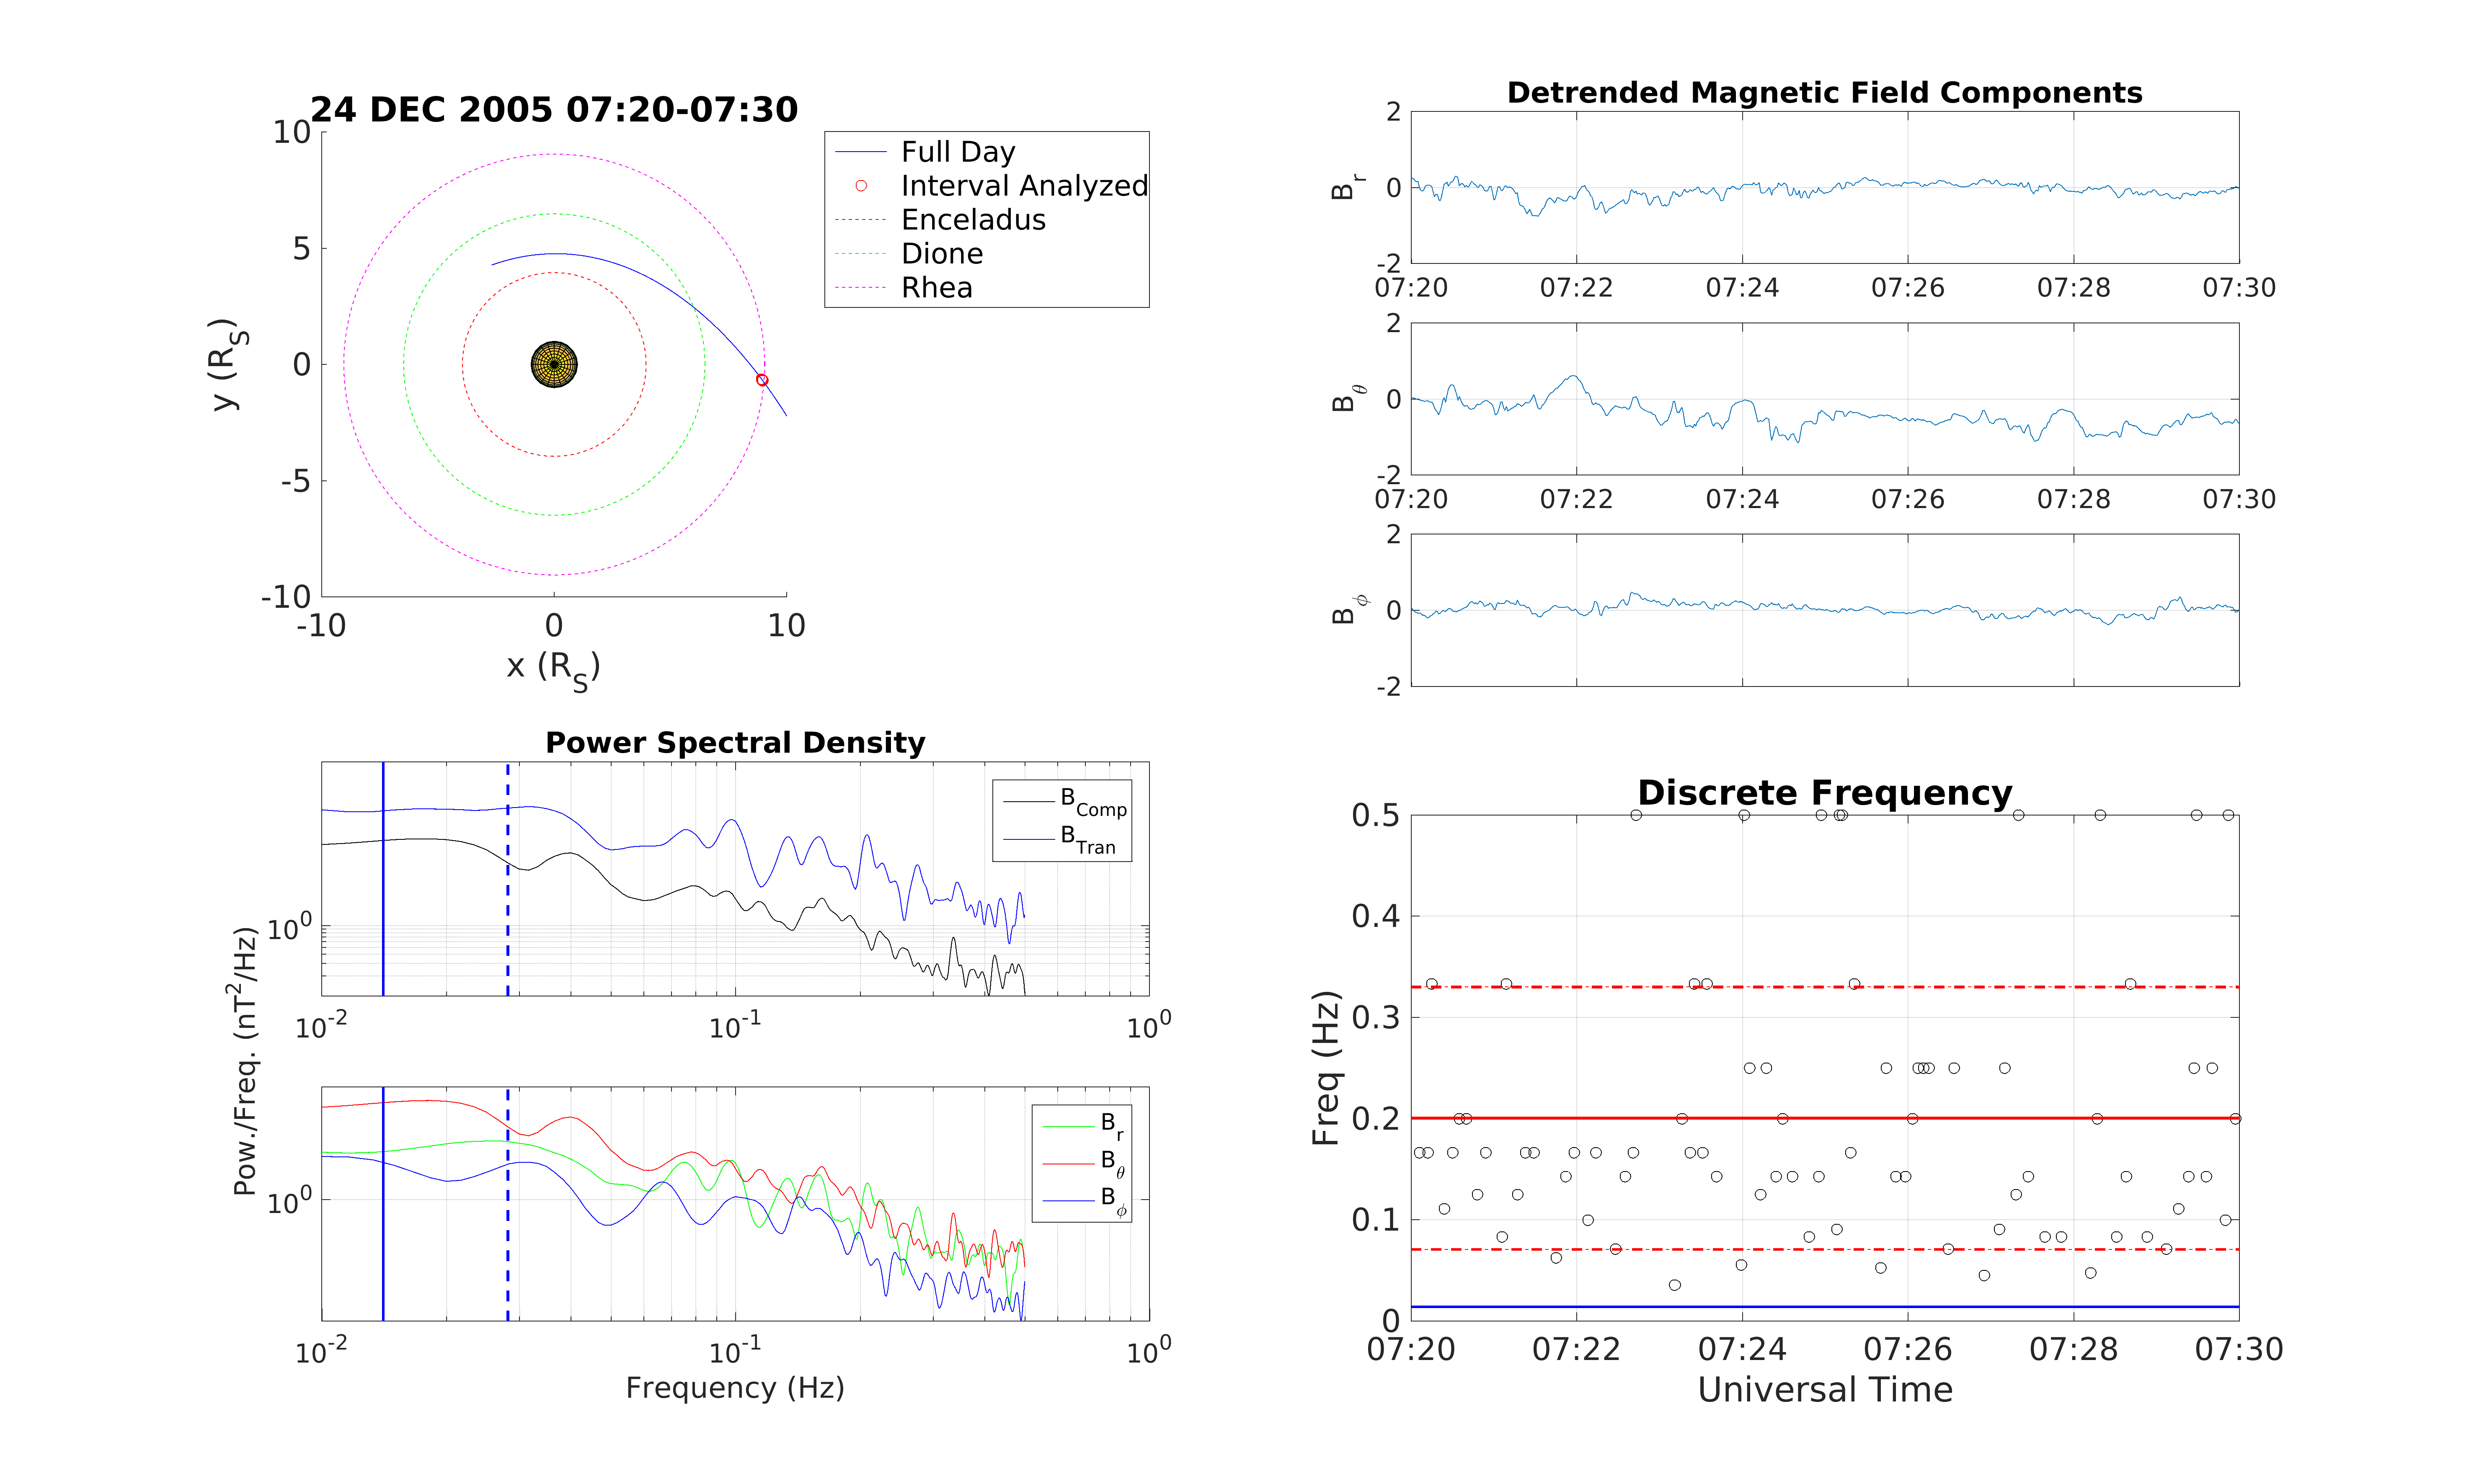 24 DEC 2005 07:20-07:30
10
5
0
-5
-10
-10 0 10
y (R_S)
x (R_S)
Full Day
Interval Analyzed
Enceladus
Dione
Rhea
Detrended Magnetic Field Components
B_r
2
0
-2
07:20 07:22 07:24 07:26 07:28 07:30
B_θ
2
0
-2
07:20 07:22 07:24 07:26 07:28 07:30
B_ϕ
2
0
-2
Power Spectral Density
B_Comp
B_Tran
10^0
10^-2 10^-1 10^0
Pow./Freq. (nT^2/Hz)
B_r
B_θ
B_ϕ
10^0
10^-2 10^-1 10^0
Frequency (Hz)
Discrete Frequency
0.5
0.4
0.3
0.2
0.1
0
Freq (Hz)
07:20 07:22 07:24 07:26 07:28 07:30
Universal Time